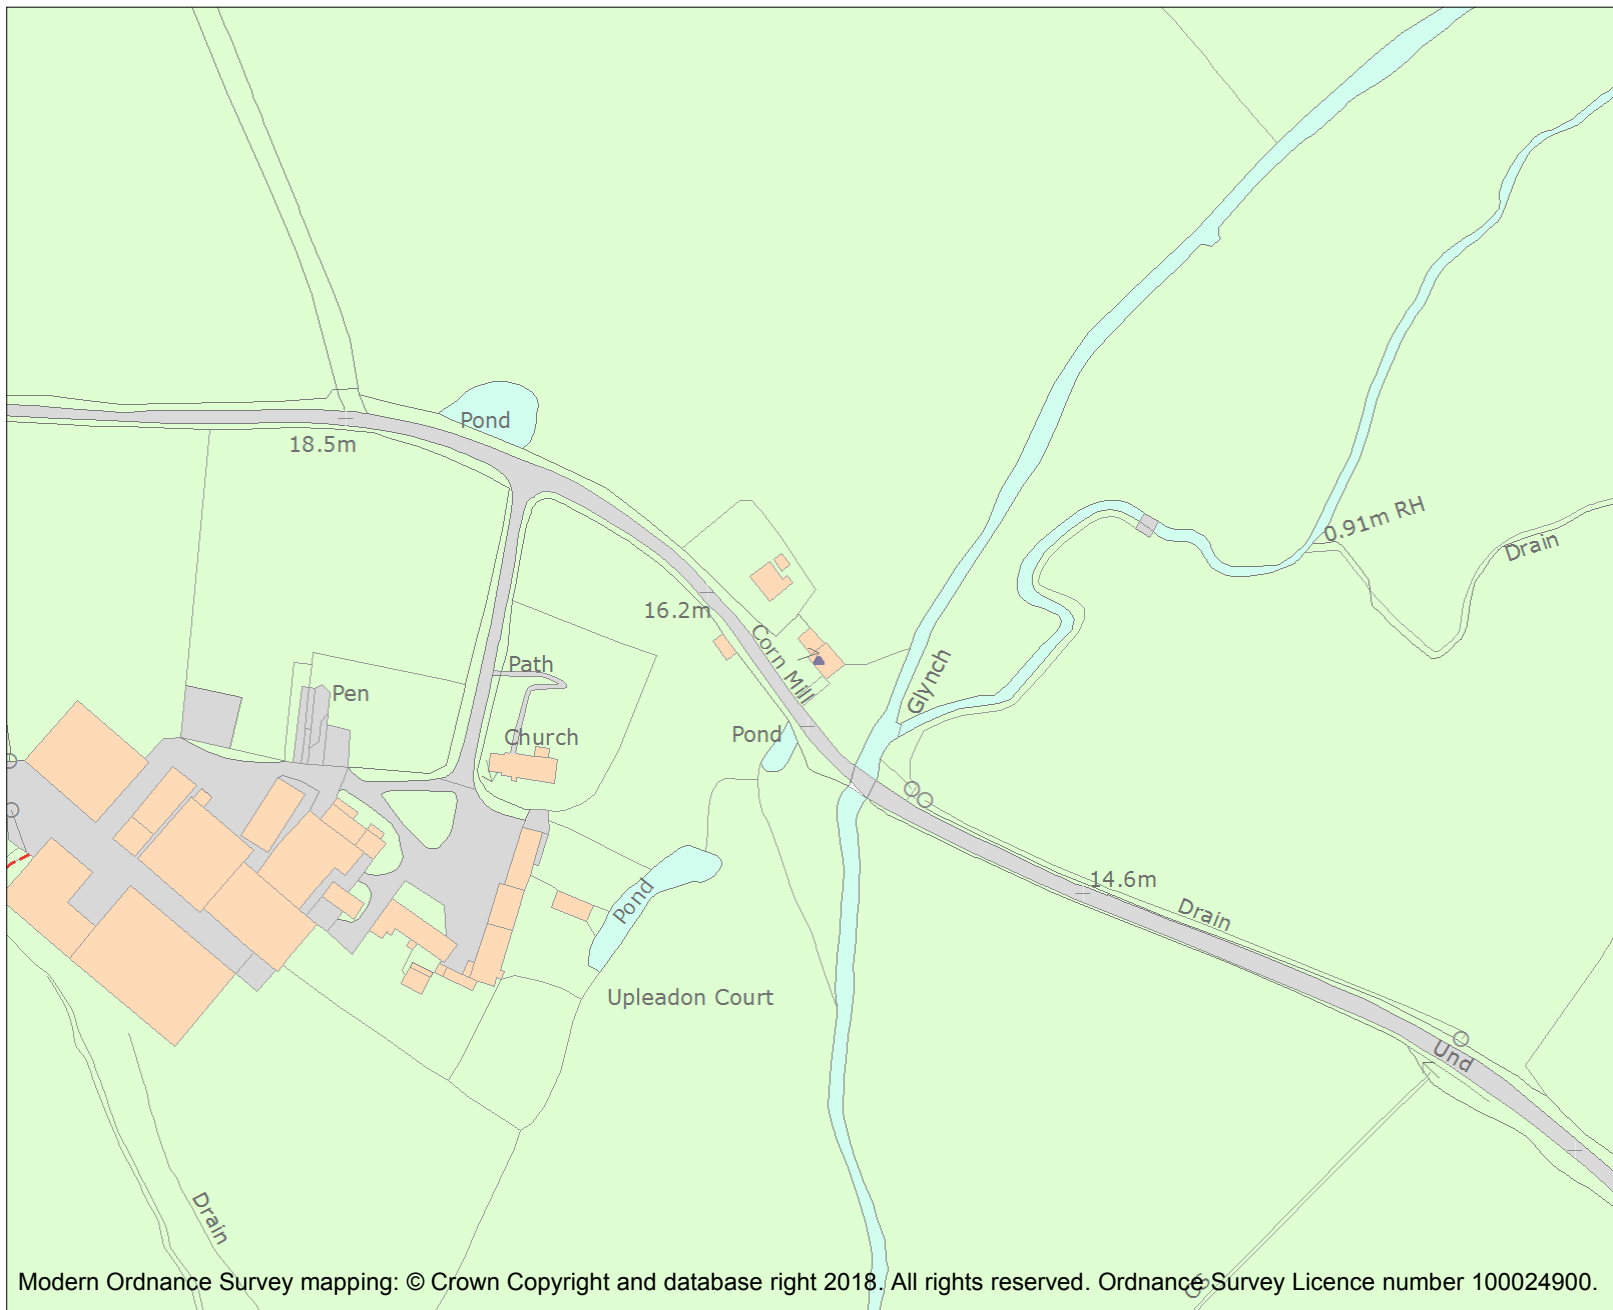 Pond
18.5m
0.91m RH
Drain
16.2m
Corn Mill
Path
Glynch
Pen
Church
Pond
14.6m
Pond
Drain
Upleadon Court
Und
Drain
Modern Ordnance Survey mapping: © Crown Copyright and database right 2018. All rights reserved. Ordnance Survey Licence number 100024900.